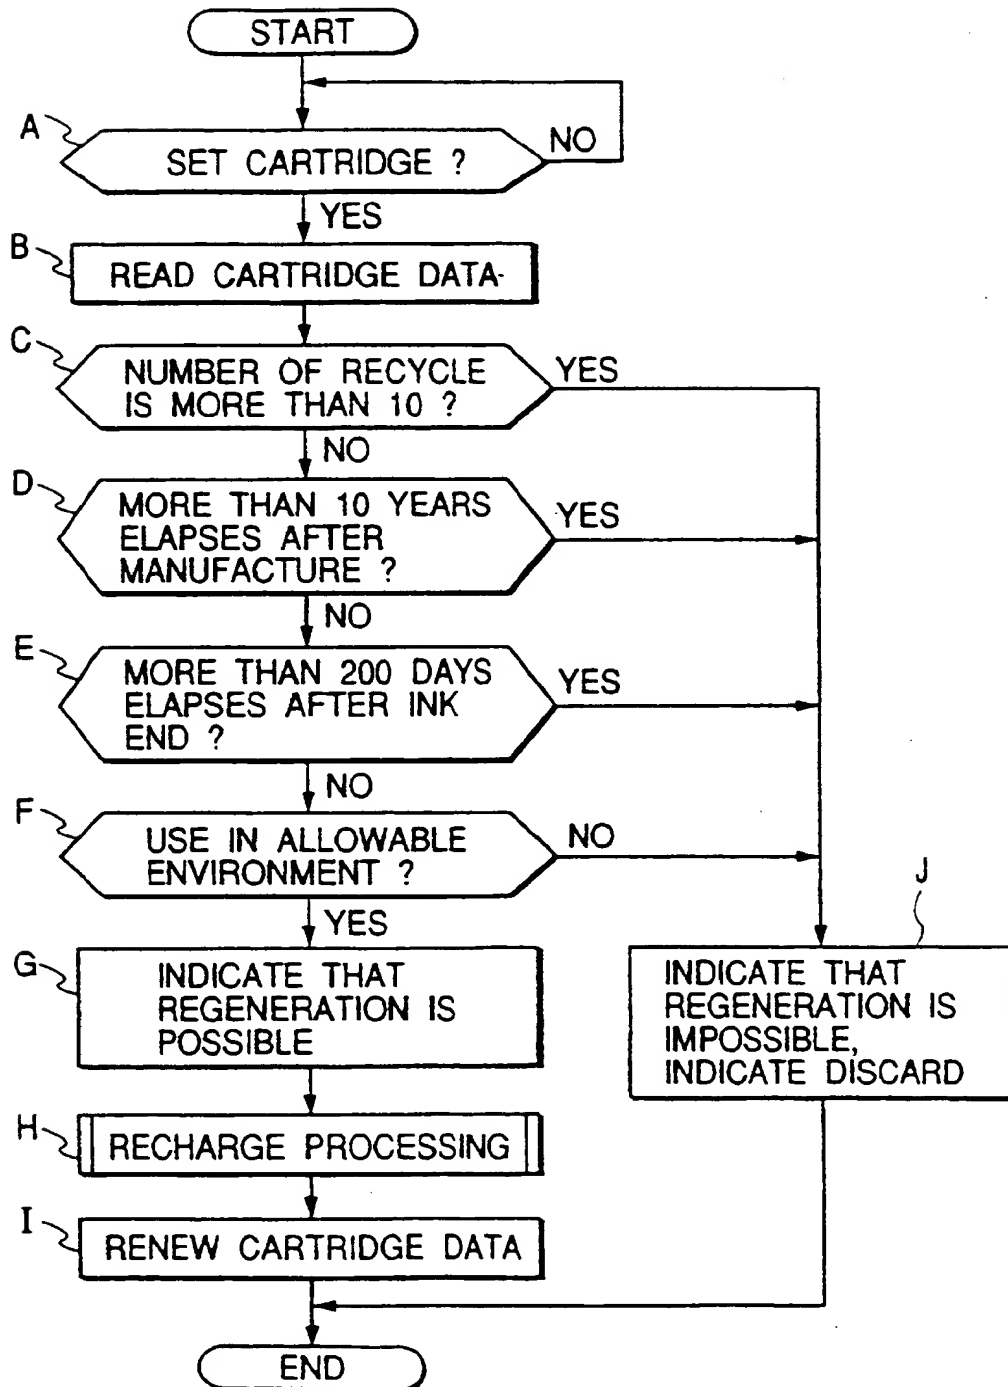 START
A
SET CARTRIDGE ?
NO
YES
B
READ CARTRIDGE DATA
C
NUMBER OF RECYCLE
IS MORE THAN 10 ?
YES
NO
D
MORE THAN 10 YEARS
ELAPSES AFTER
MANUFACTURE ?
YES
NO
E
MORE THAN 200 DAYS
ELAPSES AFTER INK
END ?
YES
NO
F
USE IN ALLOWABLE
ENVIRONMENT ?
NO
YES
G
INDICATE THAT
REGENERATION IS
POSSIBLE
J
INDICATE THAT
REGENERATION IS
IMPOSSIBLE,
INDICATE DISCARD
H
RECHARGE PROCESSING
I
RENEW CARTRIDGE DATA
END